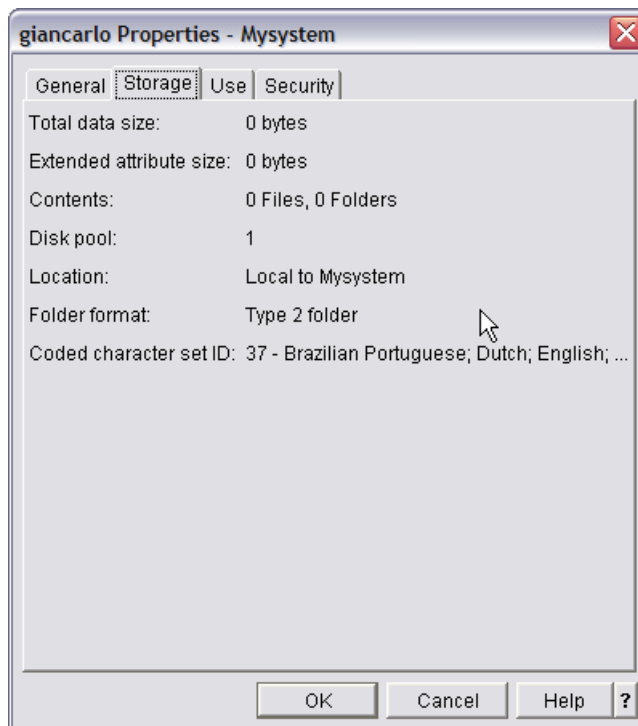 giancarlo Properties - Mysystem
General Storage Use Security
Total data size: 0 bytes
Extended attribute size: 0 bytes
Contents: 0 Files, 0 Folders
Disk pool: 1
Location: Local to Mysystem
Folder format: Type 2 folder
Coded character set ID: 37 - Brazilian Portuguese; Dutch; English; ...
OK Cancel Help ?